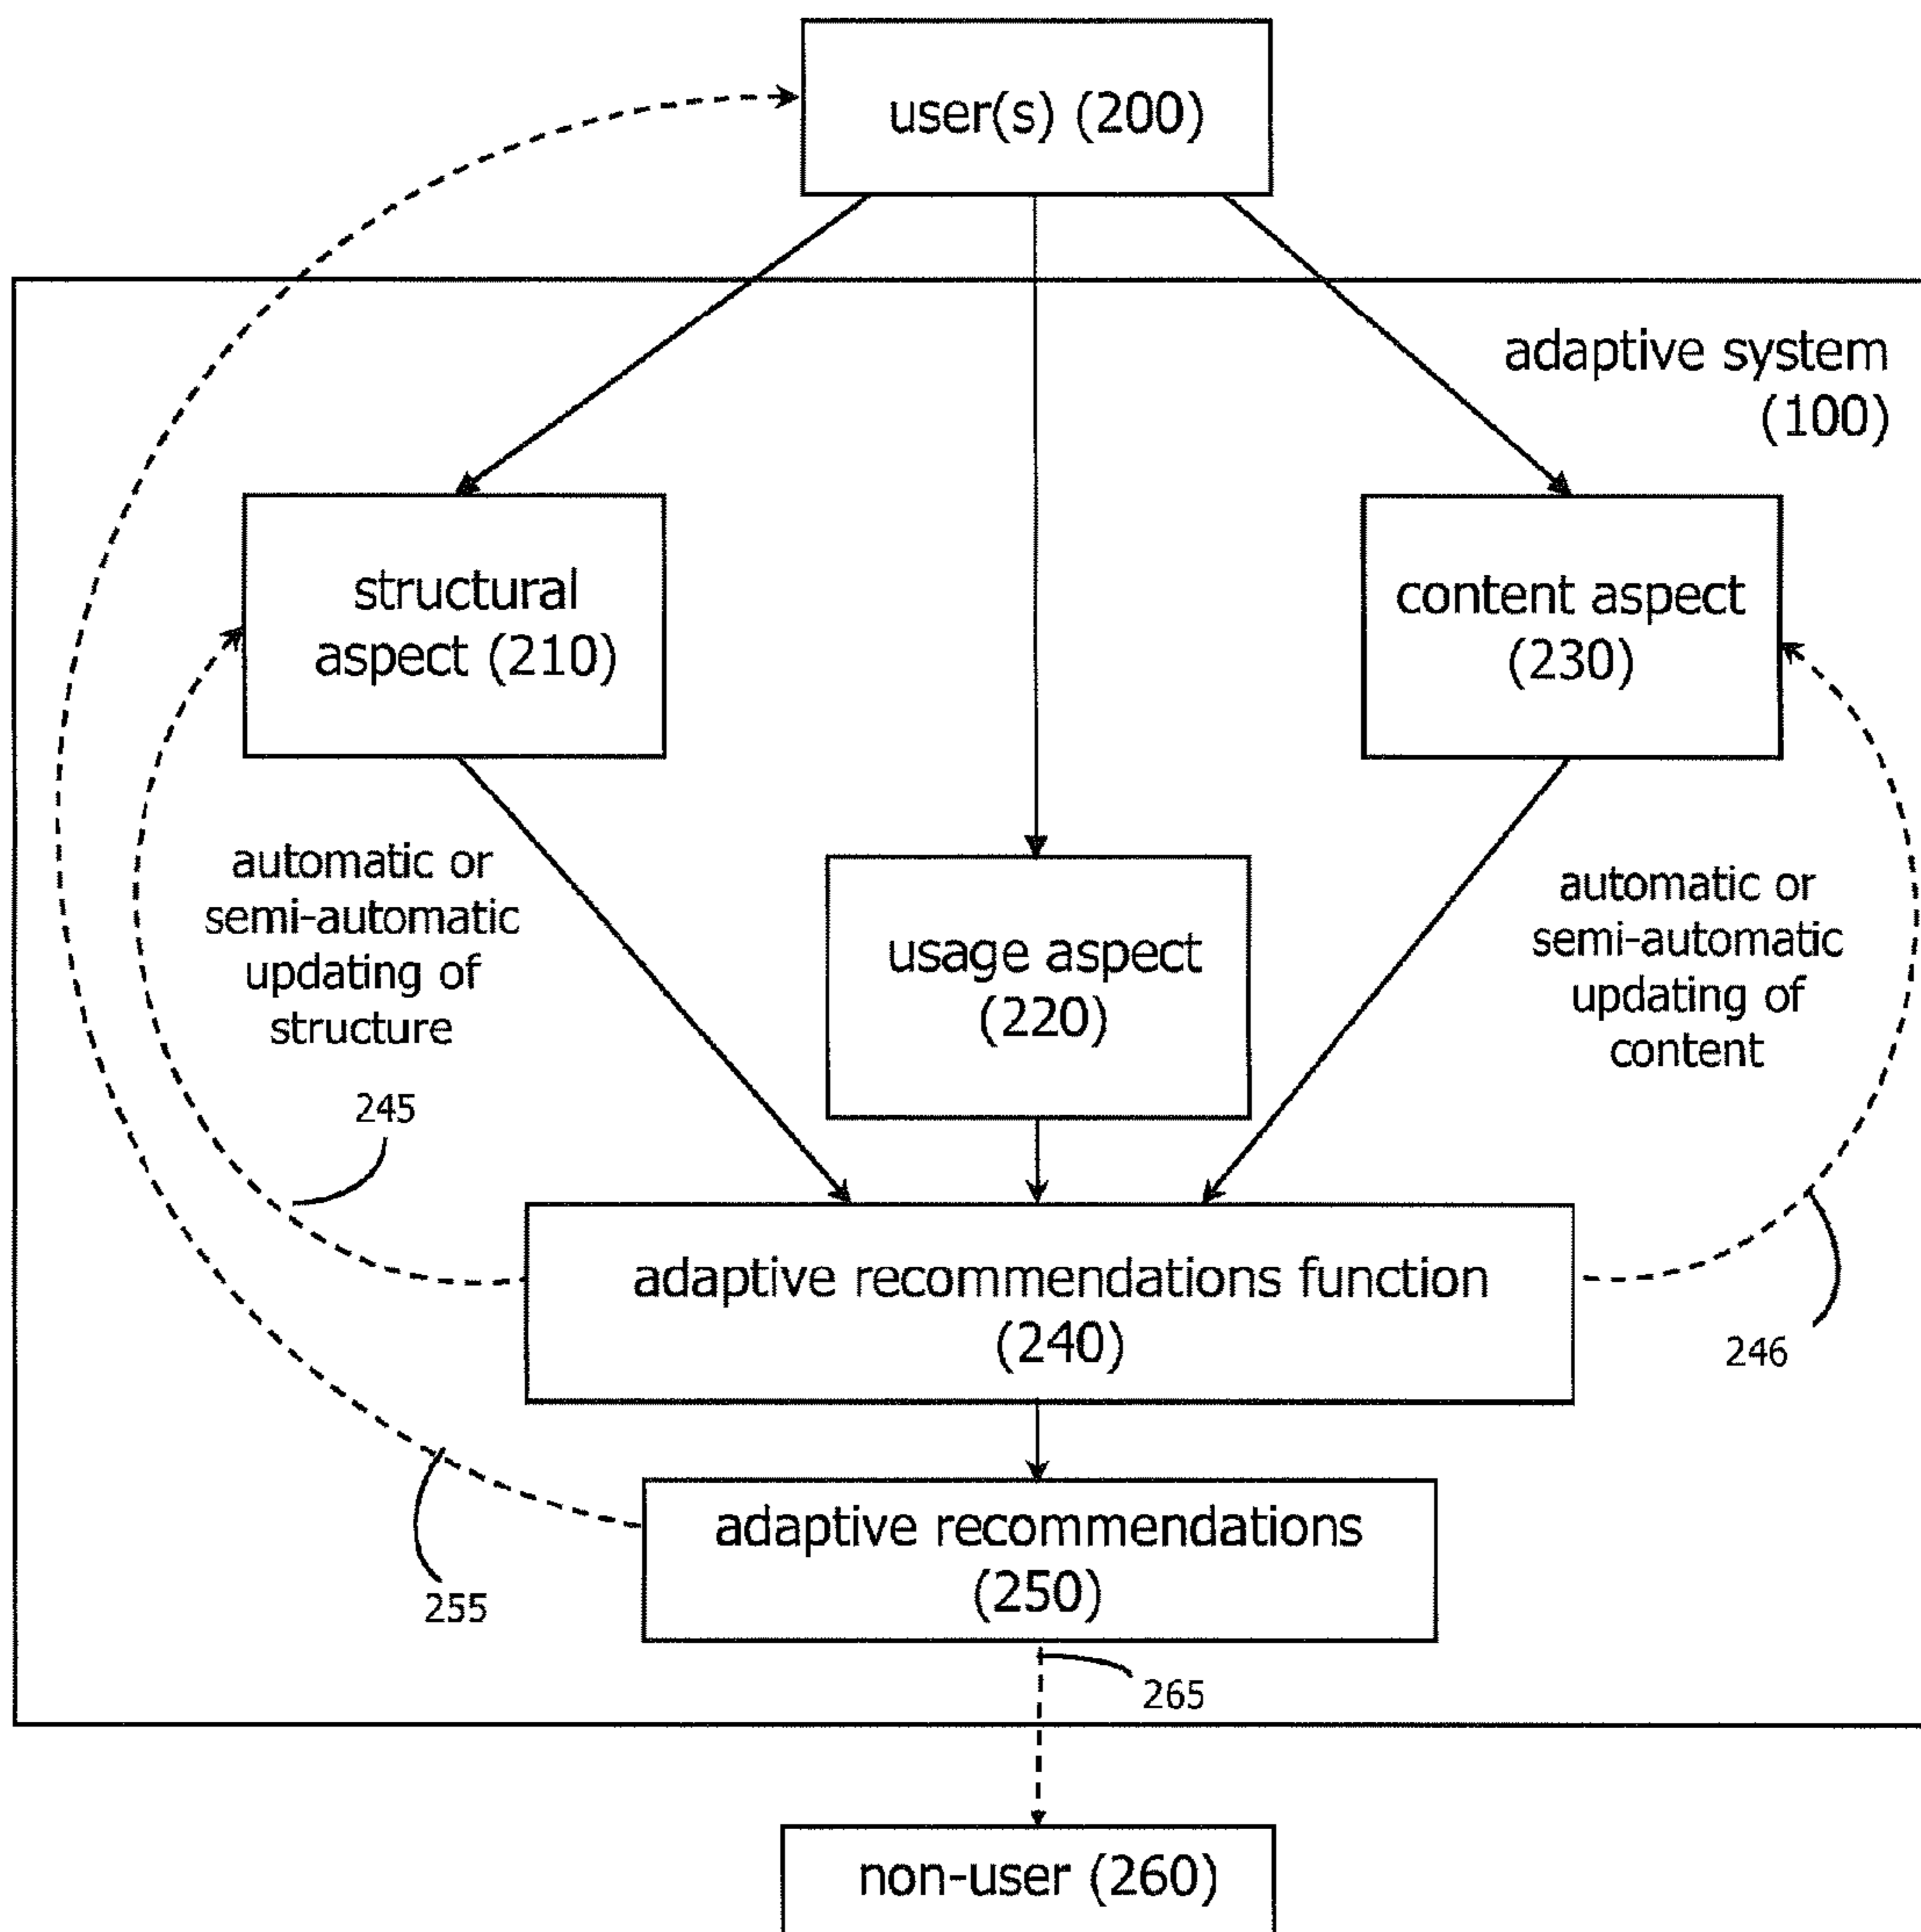 user(s) (200)
adaptive system
(100)
structural
aspect (210)
content aspect
(230)
automatic or
semi-automatic
updating of
structure
usage aspect
(220)
automatic or
semi-automatic
updating of
content
245
adaptive recommendations function
(240)
246
adaptive recommendations
(250)
255
265
non-user (260)